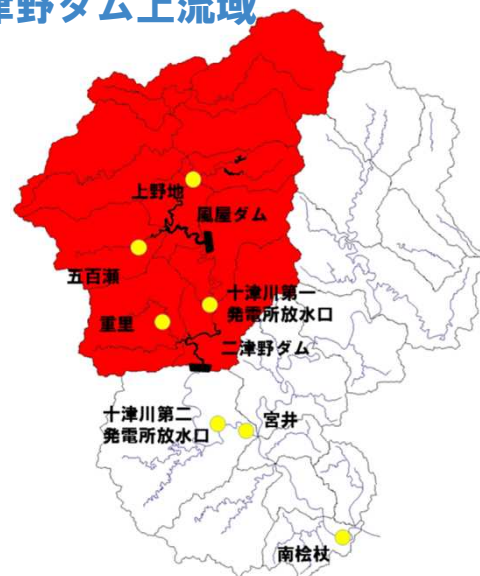 津野ダム上流域
上野地
風屋ダム
五百瀬
十津川第一
発電所放水口
重里
二津野ダム
十津川第二
発電所放水口
宮井
南桧杖